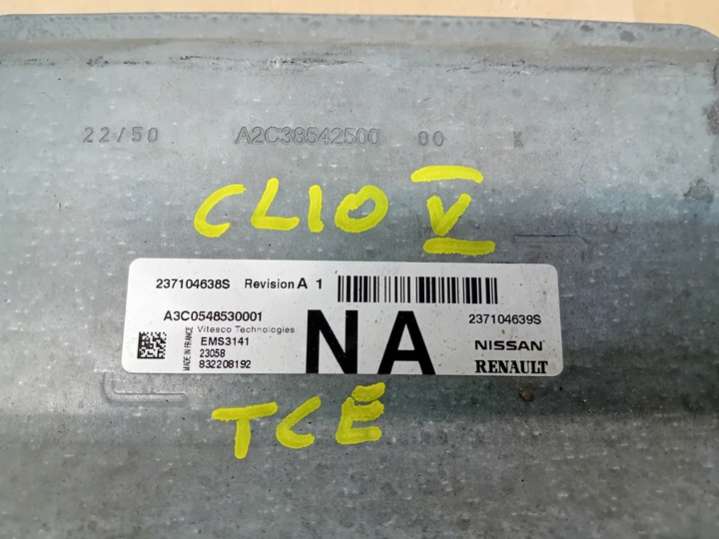 22/50 A2C38542500 00 K
CLIO V
237104638S Revision A 1
A3C0548530001 237104639S
Vitesco Technologies
MADE IN FRANCE
EMS3141
23058
832208192
NA
NISSAN
RENAULT
TCE